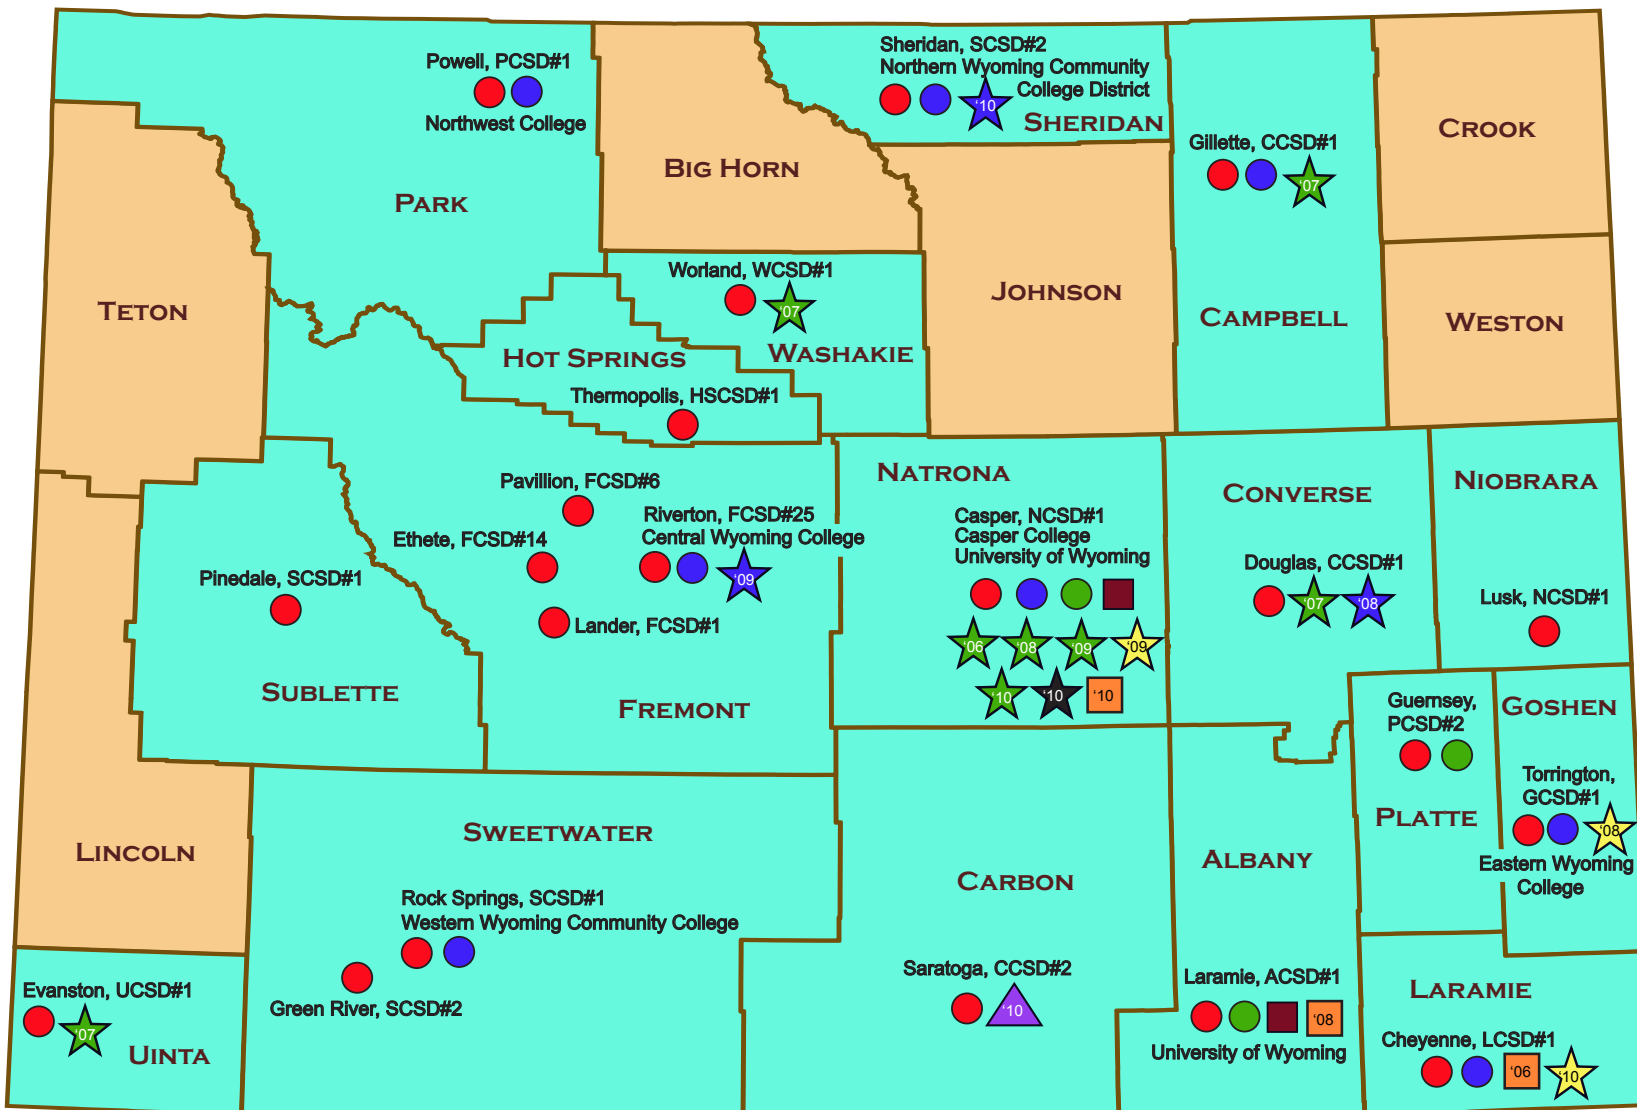 Powell, PCSD#1
Northwest College
PARK
BIG HORN
Sheridan, SCSD#2
Northern Wyoming Community
College District
'10
SHERIDAN
Gillette, CCSD#1
'07
CAMPBELL
CROOK
WESTON
JOHNSON
TETON
Worland, WCSD#1
'07
WASHAKIE
HOT SPRINGS
Thermopolis, HSCSD#1
Pavillion, FCSD#6
Ethete, FCSD#14
Riverton, FCSD#25
Central Wyoming College
'09
Lander, FCSD#1
FREMONT
Pinedale, SCSD#1
SUBLETTE
NATRONA
Casper, NCSD#1
Casper College
University of Wyoming
'06 '08 '09 '09
'10 '10 '10
CONVERSE
Douglas, CCSD#1
'07 '08
NIOBRARA
Lusk, NCSD#1
Guernsey,
PCSD#2
PLATTE
GOSHEN
Torrington,
GCSD#1
'08
Eastern Wyoming
College
LINCOLN
SWEETWATER
Rock Springs, SCSD#1
Western Wyoming Community College
Green River, SCSD#2
CARBON
Saratoga, CCSD#2
'10
ALBANY
Laramie, ACSD#1
'08
University of Wyoming
LARAMIE
Cheyenne, LCSD#1
'06 '10
Evanston, UCSD#1
'07
UINTA